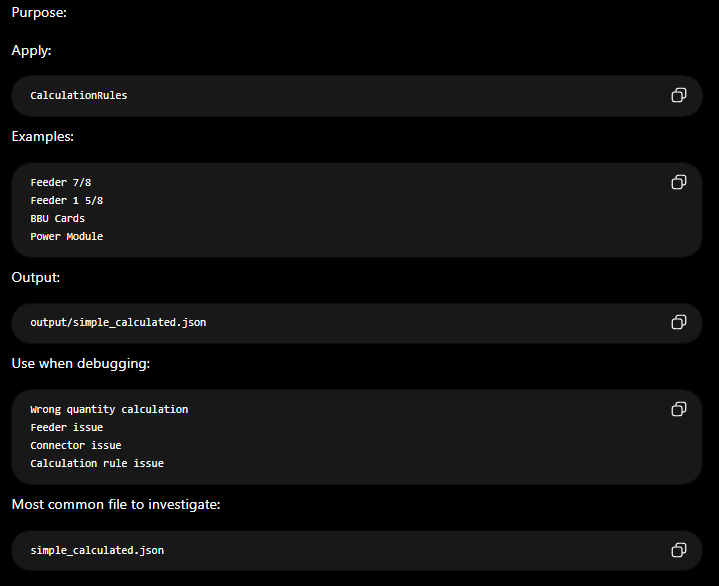 Purpose:
Apply:
CalculationRules
Examples:
Feeder 7/8
Feeder 1 5/8
BBU Cards
Power Module
Output:
output/simple_calculated.json
Use when debugging:
Wrong quantity calculation
Feeder issue
Connector issue
Calculation rule issue
Most common file to investigate:
simple_calculated.json